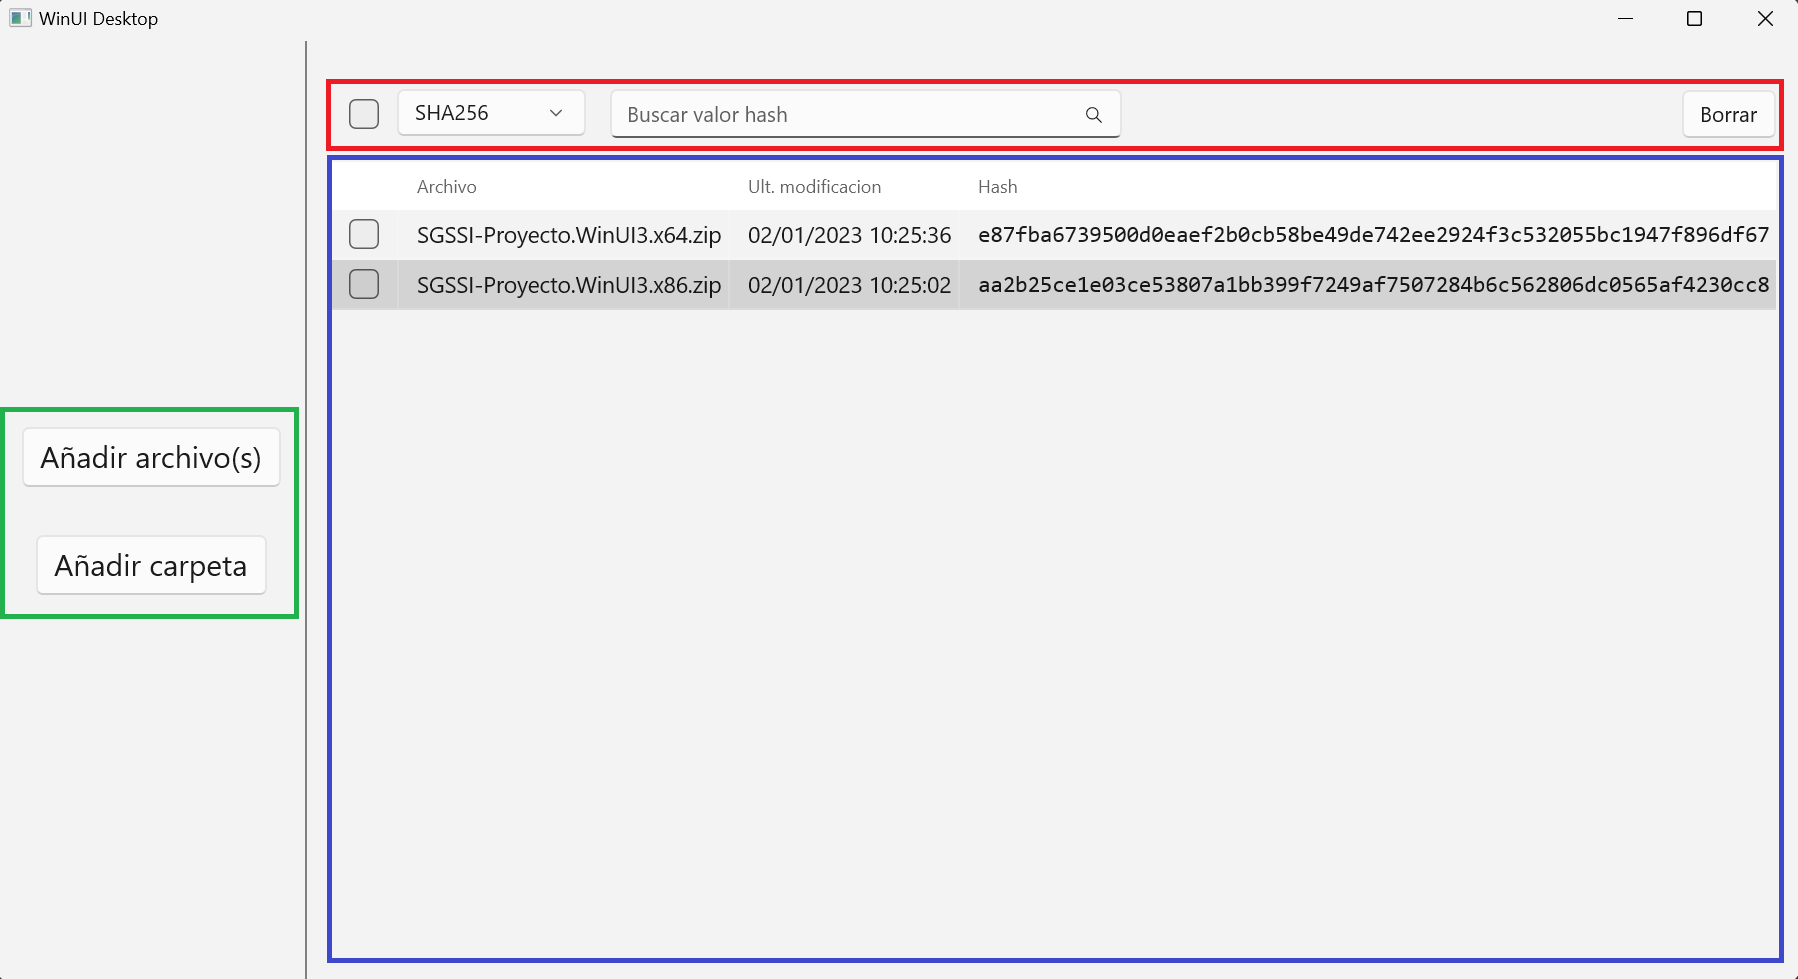 WinUI Desktop
SHA256 Buscar valor hash Borrar
Archivo Ult. modificacion Hash
SGSSI-Proyecto.WinUI3.x64.zip 02/01/2023 10:25:36 e87fba6739500d0eaef2b0cb58be49de742ee2924f3c532055bc1947f896df67
SGSSI-Proyecto.WinUI3.x86.zip 02/01/2023 10:25:02 aa2b25ce1e03ce53807a1bb399f7249af7507284b6c562806dc0565af4230cc8
Añadir archivo(s)
Añadir carpeta